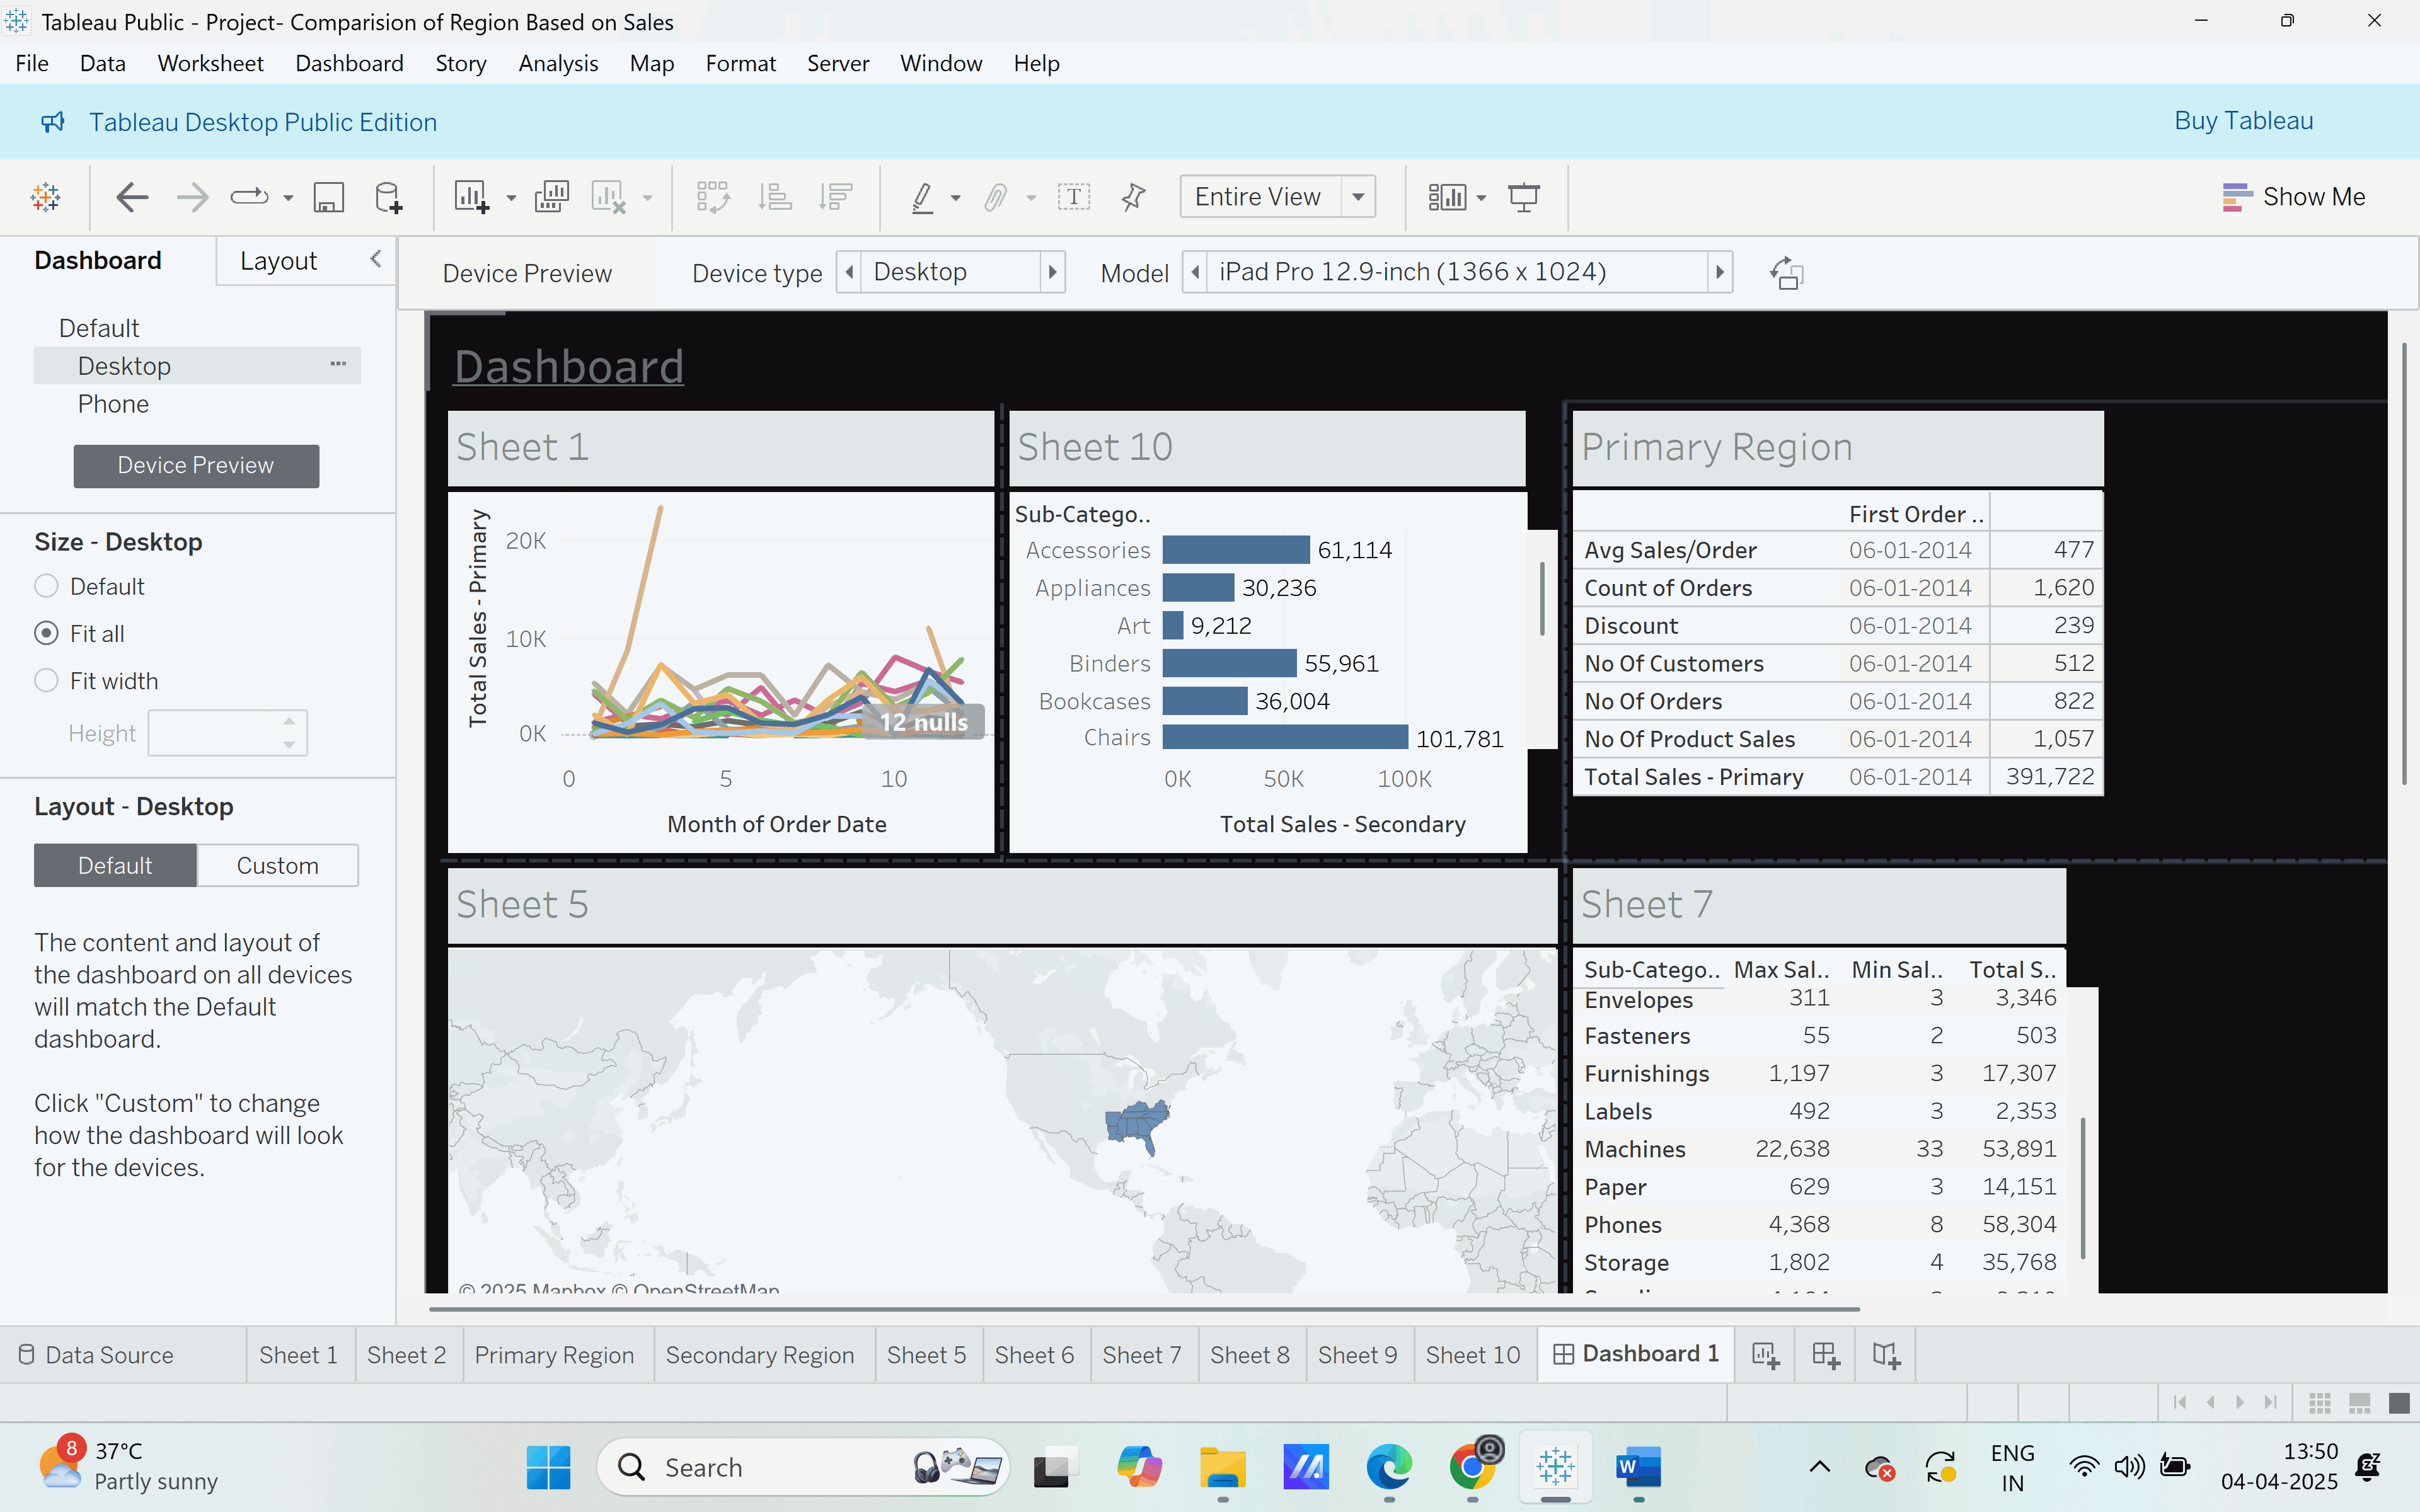 Tableau Public - Project- Comparision of Region Based on Sales
File Data Worksheet Dashboard Story Analysis Map Format Server Window Help
Tableau Desktop Public Edition
Buy Tableau
T
Entire View
Show Me
Dashboard
Layout
Default
Desktop
Phone
Device Preview
Size - Desktop
Default
Fit all
Fit width
Height
Layout - Desktop
Default Custom
The content and layout of
the dashboard on all devices
will match the Default
dashboard.
Click "Custom" to change
how the dashboard will look
for the devices.
Device Preview Device type Desktop Model iPad Pro 12.9-inch (1366 x 1024)
Dashboard
Sheet 1
Total Sales - Primary
20K
10K
0K
12 nulls
0 5 10
Month of Order Date
Sheet 10
Sub-Catego..
Accessories 61,114
Appliances 30,236
Art 9,212
Binders 55,961
Bookcases 36,004
Chairs 101,781
0K 50K 100K
Total Sales - Secondary
Primary Region
First Order ..
Avg Sales/Order 06-01-2014 477
Count of Orders 06-01-2014 1,620
Discount 06-01-2014 239
No Of Customers 06-01-2014 512
No Of Orders 06-01-2014 822
No Of Product Sales 06-01-2014 1,057
Total Sales - Primary 06-01-2014 391,722
Sheet 5
© 2025 Mapbox © OpenStreetMap
Sheet 7
Sub-Catego.. Max Sal.. Min Sal.. Total S..
Envelopes 311 3 3,346
Fasteners 55 2 503
Furnishings 1,197 3 17,307
Labels 492 3 2,353
Machines 22,638 33 53,891
Paper 629 3 14,151
Phones 4,368 8 58,304
Storage 1,802 4 35,768
Data Source Sheet 1 Sheet 2 Primary Region Secondary Region Sheet 5 Sheet 6 Sheet 7 Sheet 8 Sheet 9 Sheet 10 Dashboard 1
8
37°C
Partly sunny
Search
W
ENG
IN
13:50
04-04-2025